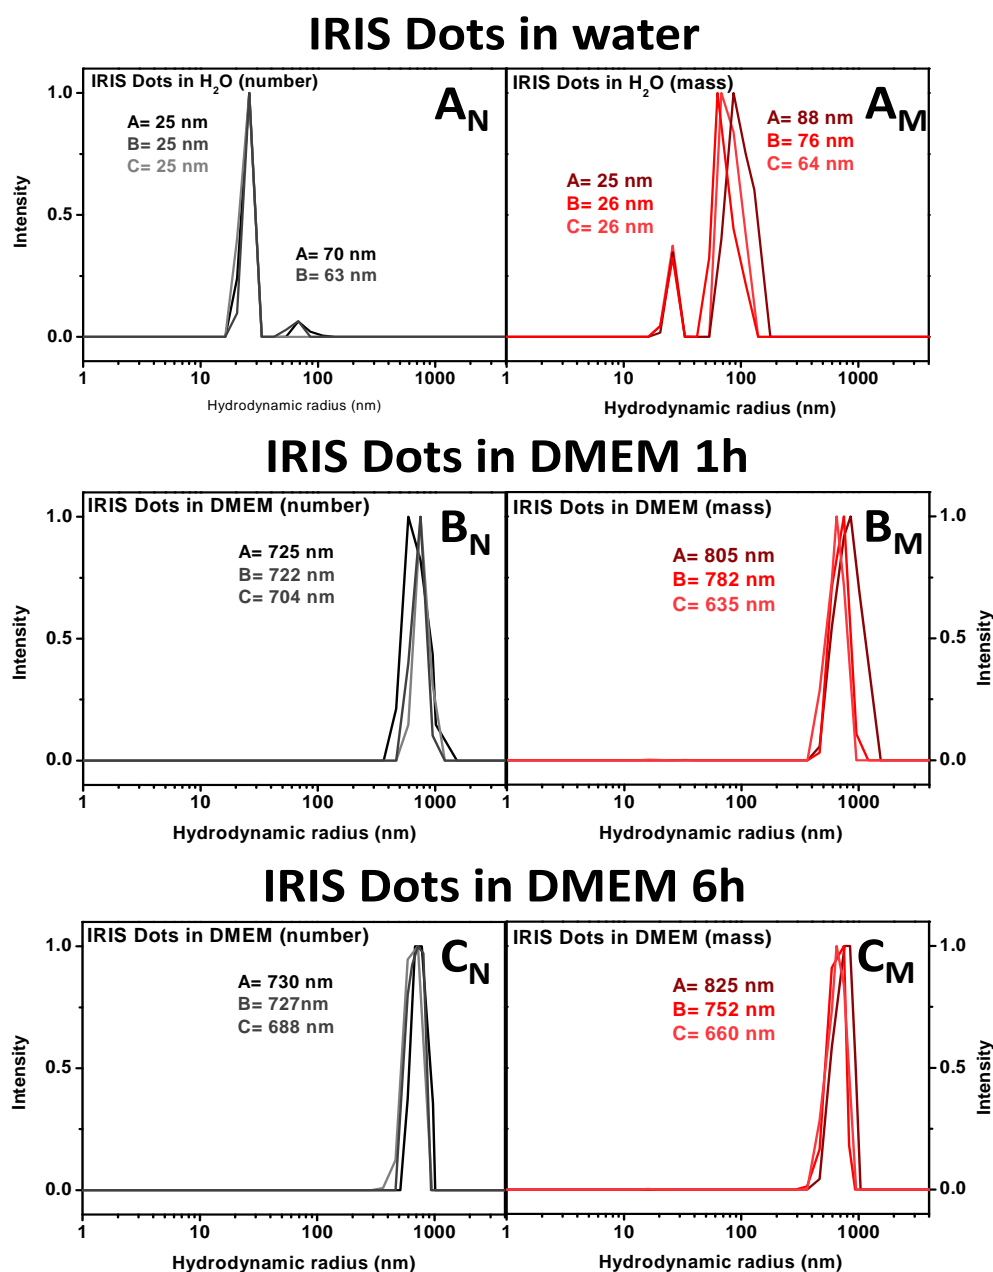 IRIS Dots in water
IRIS Dots in H2O (number)
AN
A= 25 nm
B= 25 nm
C= 25 nm
A= 70 nm
B= 63 nm
Intensity
1.0
0.5
0.0
1 10 100 1000
Hydrodynamic radius (nm)
IRIS Dots in H2O (mass)
AM
A= 88 nm
B= 76 nm
C= 64 nm
A= 25 nm
B= 26 nm
C= 26 nm
1 10 100 1000
Hydrodynamic radius (nm)
IRIS Dots in DMEM 1h
IRIS Dots in DMEM (number)
BN
A= 725 nm
B= 722 nm
C= 704 nm
Intensity
1.0
0.5
0.0
1 10 100 1000
Hydrodynamic radius (nm)
IRIS Dots in DMEM (mass)
BM
A= 805 nm
B= 782 nm
C= 635 nm
1.0
0.5
0.0
Intensity
1 10 100 1000
Hydrodynamic radius (nm)
IRIS Dots in DMEM 6h
IRIS Dots in DMEM (number)
CN
A= 730 nm
B= 727nm
C= 688 nm
Intensity
1.0
0.5
0.0
1 10 100 1000
Hydrodynamic radius (nm)
IRIS Dots in DMEM (mass)
CM
A= 825 nm
B= 752 nm
C= 660 nm
1.0
0.5
0.0
Intensity
1 10 100 1000
Hydrodynamic radius (nm)